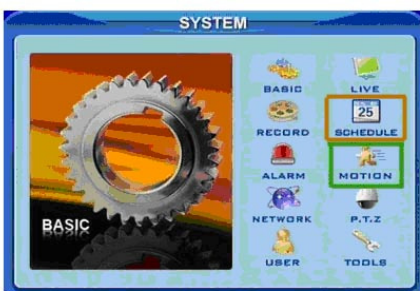 SYSTEM
BASIC
LIVE
RECORD
25
SCHEDULE
ALARM
MOTION
NETWORK
P.T.Z
USER
TOOLS
BASIC